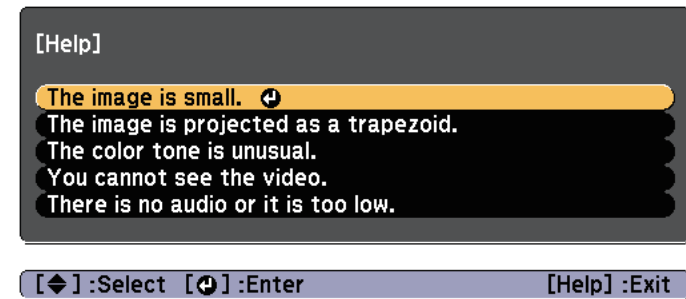 [Help]
The image is small.
The image is projected as a trapezoid.
The color tone is unusual.
You cannot see the video.
There is no audio or it is too low.
[◆] :Select [⏎] :Enter [Help] :Exit